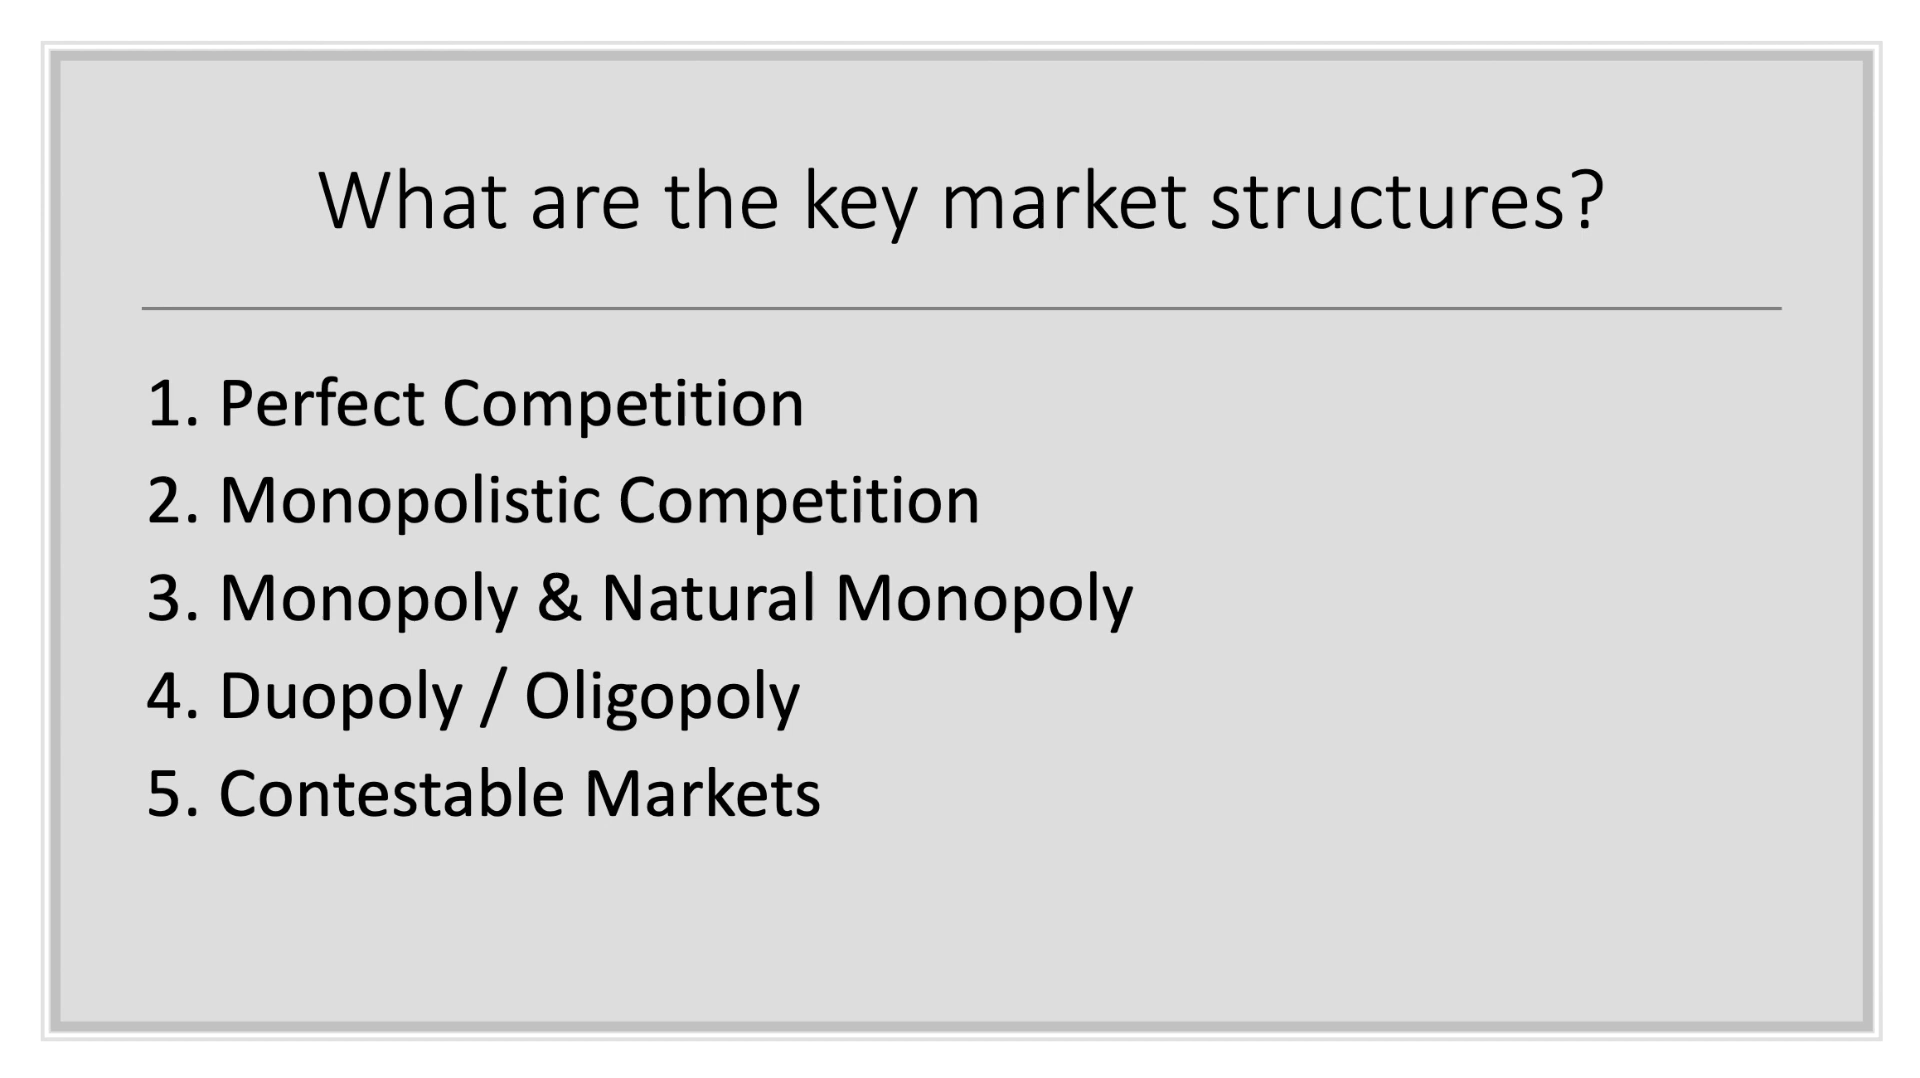 What are the key market structures?
1. Perfect Competition
2. Monopolistic Competition
3. Monopoly & Natural Monopoly
4. Duopoly / Oligopoly
5. Contestable Markets